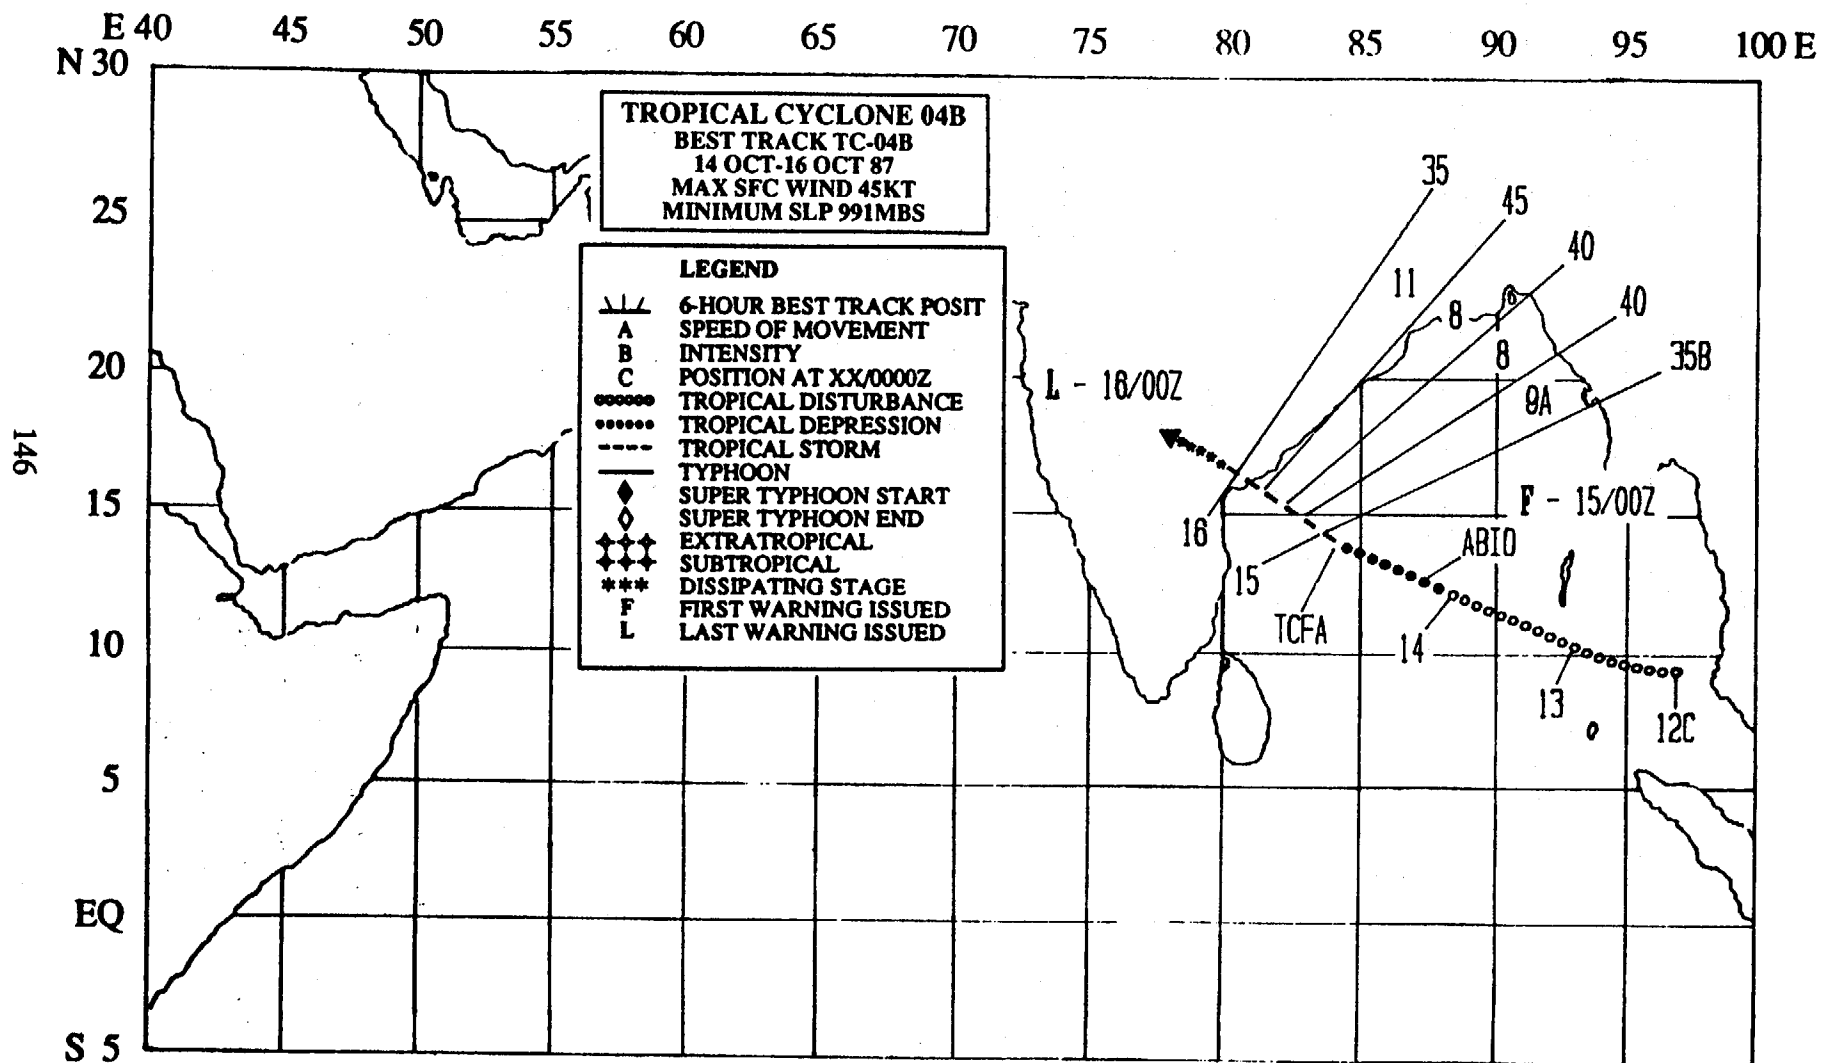 E 40 45 50 55 60 65 70 75 80 85 90 95 100 E
N 30
25
20
15
10
5
EQ
S 5
146
TROPICAL CYCLONE 04B
BEST TRACK TC-04B
14 OCT-16 OCT 87
MAX SFC WIND 45KT
MINIMUM SLP 991MBS
LEGEND
6-HOUR BEST TRACK POSIT
A SPEED OF MOVEMENT
B INTENSITY
C POSITION AT XX/0000Z
TROPICAL DISTURBANCE
TROPICAL DEPRESSION
TROPICAL STORM
TYPHOON
SUPER TYPHOON START
SUPER TYPHOON END
EXTRATROPICAL
SUBTROPICAL
*** DISSIPATING STAGE
F FIRST WARNING ISSUED
L LAST WARNING ISSUED
35
45
40
40
35B
11
8
8
9A
L - 16/00Z
F - 15/00Z
ABIO
TCFA
16
15
14
13
12C